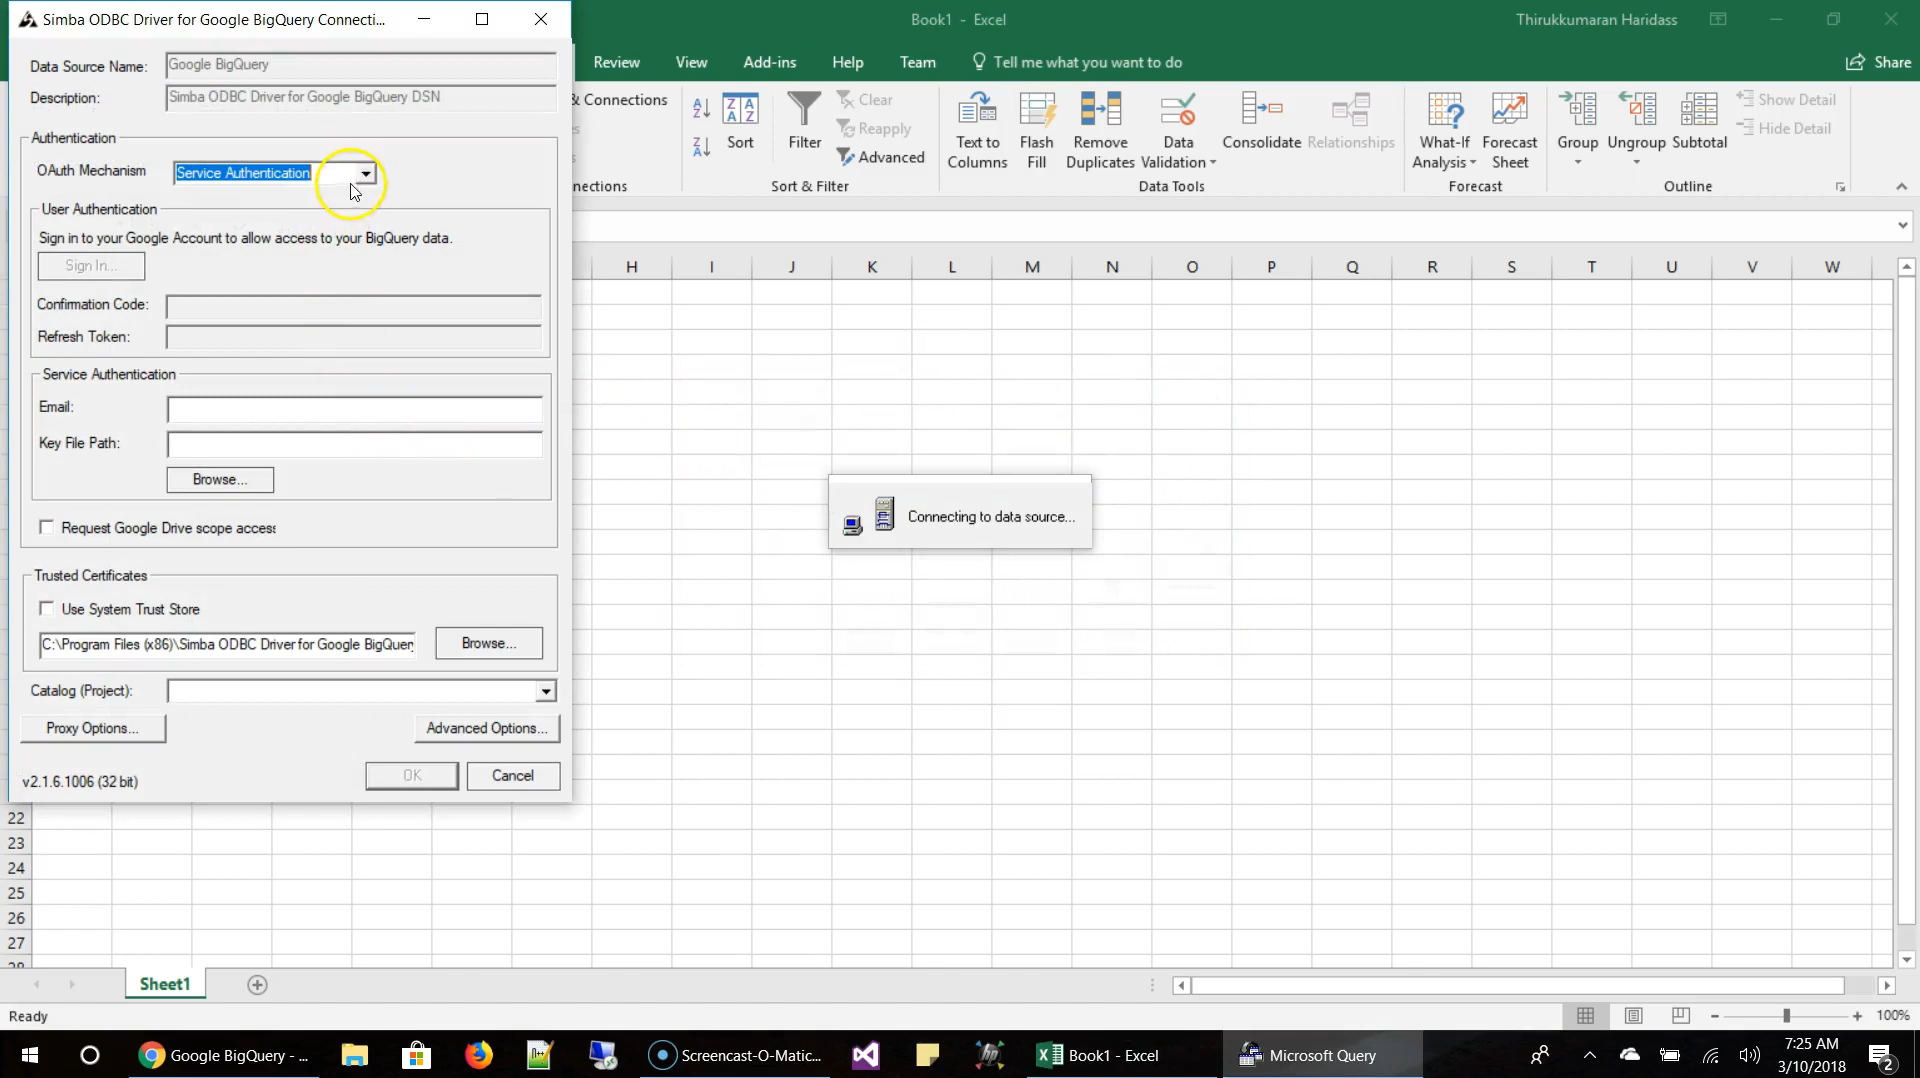 Simba ODBC Driver for Google BigQuery Connecti...
Book1 - Excel
Thirukkumaran Haridass
Data Source Name: Google BigQuery
Description: Simba ODBC Driver for Google BigQuery DSN
Review View Add-ins Help Team Tell me what you want to do Share
& Connections
nections
Sort
Filter
Clear
Reapply
Advanced
Sort & Filter
Text to Columns
Flash Fill
Remove Duplicates
Data Validation
Consolidate
Relationships
Data Tools
What-If Analysis
Forecast Sheet
Forecast
Group
Ungroup
Subtotal
Show Detail
Hide Detail
Outline
Authentication
OAuth Mechanism Service Authentication
User Authentication
Sign in to your Google Account to allow access to your BigQuery data.
Sign In...
Confirmation Code:
Refresh Token:
Service Authentication
Email:
Key File Path:
Browse...
Request Google Drive scope access
Trusted Certificates
Use System Trust Store
C:\Program Files (x86)\Simba ODBC Driver for Google BigQuery Browse...
Catalog (Project):
Proxy Options... Advanced Options...
v2.1.6.1006 (32 bit) OK Cancel
H I J K L M N O P Q R S T U V W
Connecting to data source...
22
23
24
25
26
27
28
Sheet1
Ready
100%
Google BigQuery - ...
Screencast-O-Matic...
Book1 - Excel
Microsoft Query
7:25 AM
3/10/2018
2